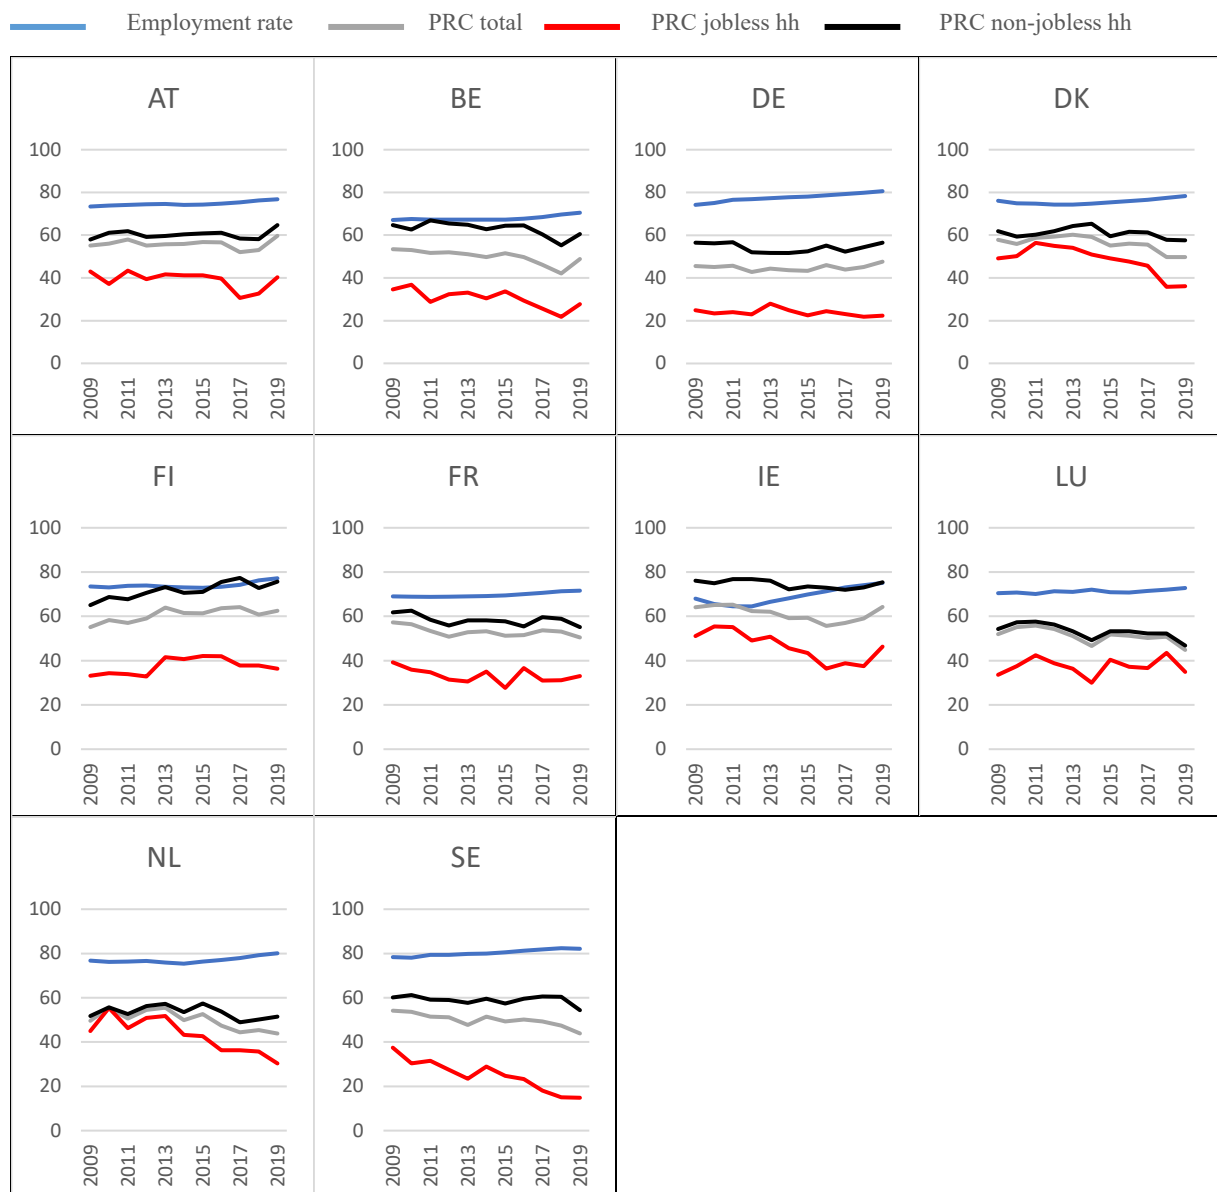 Employment rate PRC total PRC jobless hh PRC non-jobless hh
AT BE DE DK
100 100 100 100
80 80 80 80
60 60 60 60
40 40 40 40
20 20 20 20
0 0 0 0
2009 2011 2013 2015 2017 2019 2009 2011 2013 2015 2017 2019 2009 2011 2013 2015 2017 2019 2009 2011 2013 2015 2017 2019
FI FR IE LU
100 100 100 100
80 80 80 80
60 60 60 60
40 40 40 40
20 20 20 20
0 0 0 0
2009 2011 2013 2015 2017 2019 2009 2011 2013 2015 2017 2019 2009 2011 2013 2015 2017 2019 2009 2011 2013 2015 2017 2019
NL SE
100 100
80 80
60 60
40 40
20 20
0 0
2009 2011 2013 2015 2017 2019 2009 2011 2013 2015 2017 2019